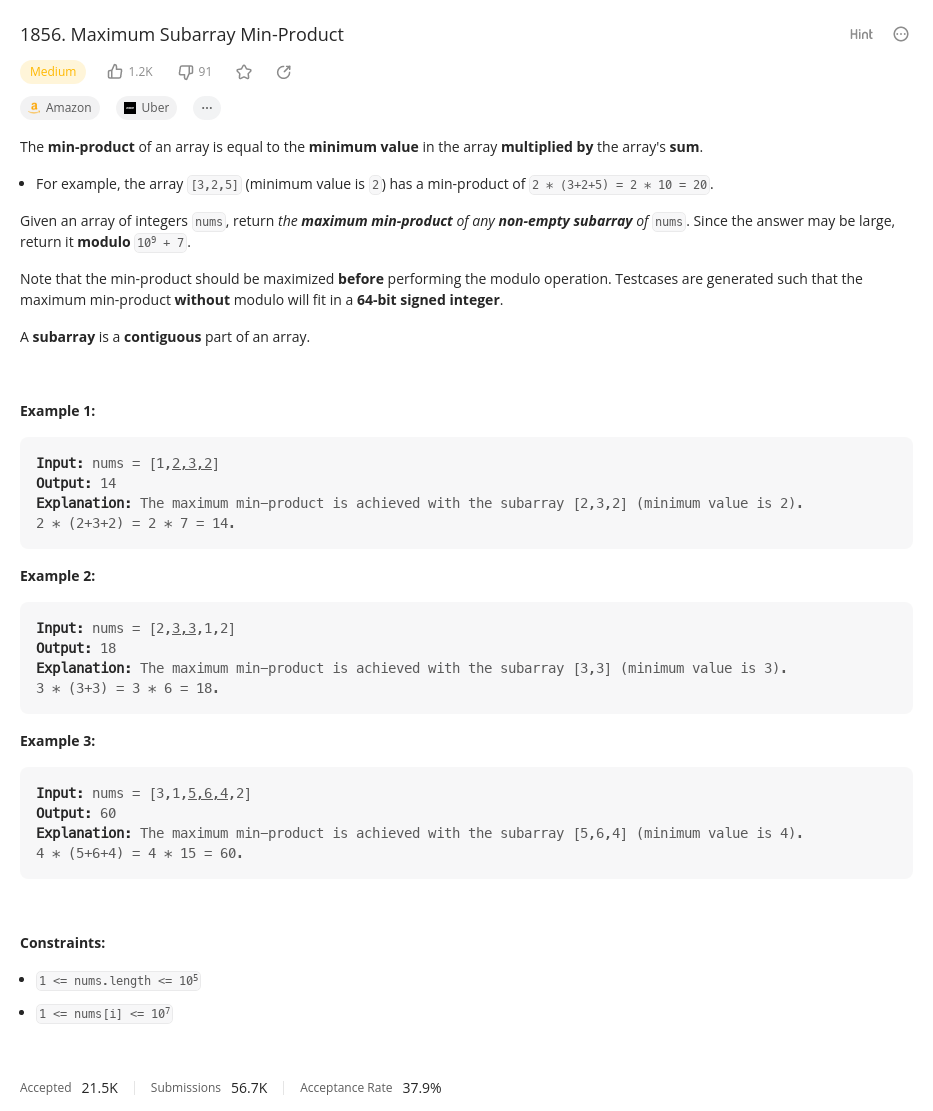 1856. Maximum Subarray Min-Product
Hint
Medium
1.2K
91
Amazon
Uber
The min-product of an array is equal to the minimum value in the array multiplied by the array's sum.
• For example, the array [3,2,5] (minimum value is 2) has a min-product of 2 * (3+2+5) = 2 * 10 = 20.
Given an array of integers nums, return the maximum min-product of any non-empty subarray of nums. Since the answer may be large,
return it modulo 10⁹ + 7.
Note that the min-product should be maximized before performing the modulo operation. Testcases are generated such that the
maximum min-product without modulo will fit in a 64-bit signed integer.
A subarray is a contiguous part of an array.
Example 1:
Input: nums = [1,2,3,2]
Output: 14
Explanation: The maximum min-product is achieved with the subarray [2,3,2] (minimum value is 2).
2 * (2+3+2) = 2 * 7 = 14.
Example 2:
Input: nums = [2,3,3,1,2]
Output: 18
Explanation: The maximum min-product is achieved with the subarray [3,3] (minimum value is 3).
3 * (3+3) = 3 * 6 = 18.
Example 3:
Input: nums = [3,1,5,6,4,2]
Output: 60
Explanation: The maximum min-product is achieved with the subarray [5,6,4] (minimum value is 4).
4 * (5+6+4) = 4 * 15 = 60.
Constraints:
• 1 <= nums.length <= 10⁵
• 1 <= nums[i] <= 10⁷
Accepted 21.5K Submissions 56.7K Acceptance Rate 37.9%